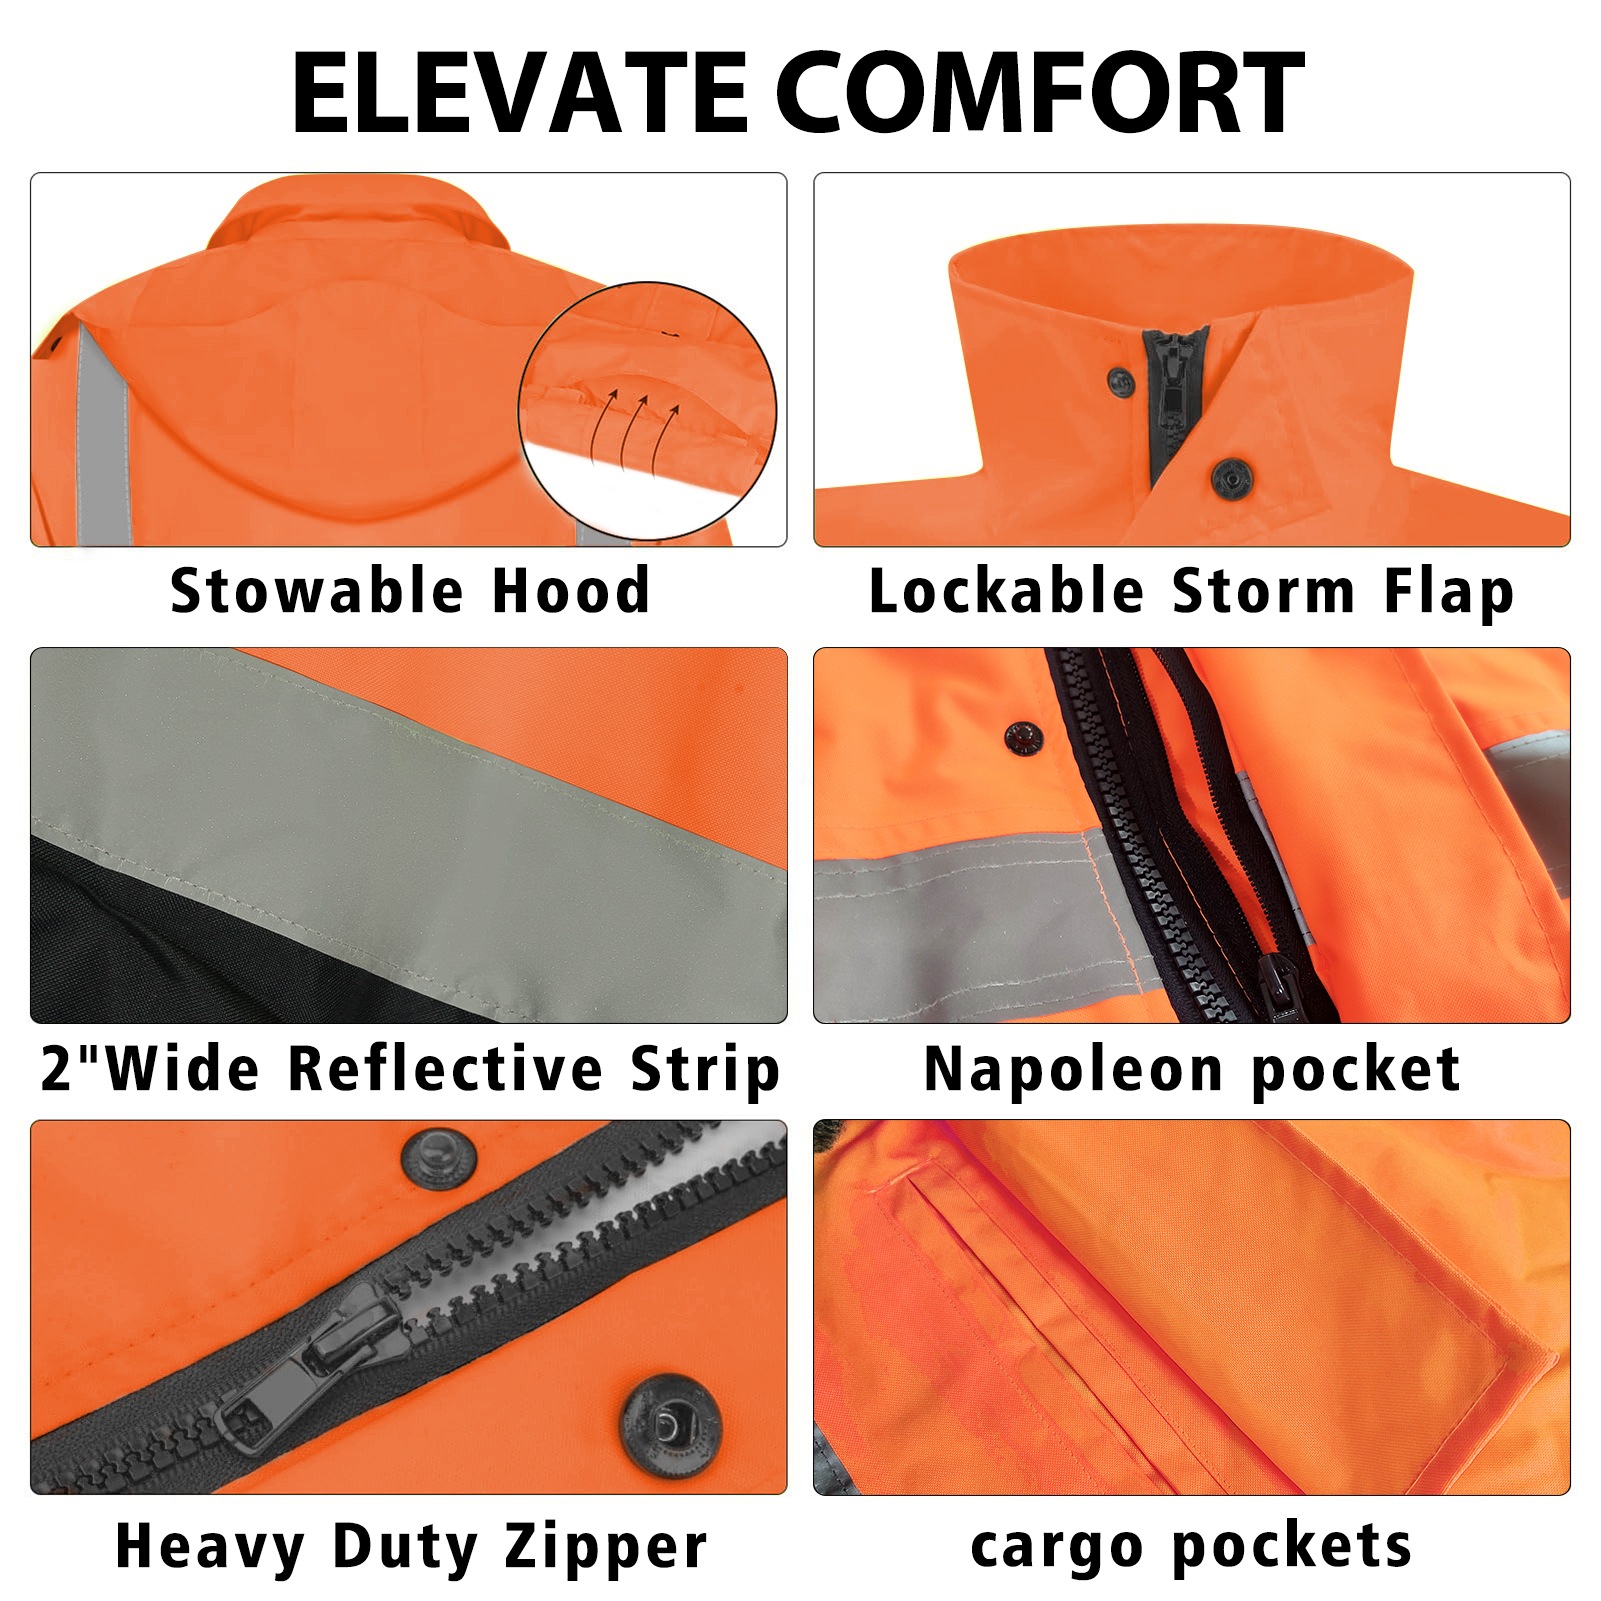 ELEVATE COMFORT
Stowable Hood
Lockable Storm Flap
2"Wide Reflective Strip
Napoleon pocket
Heavy Duty Zipper
cargo pockets